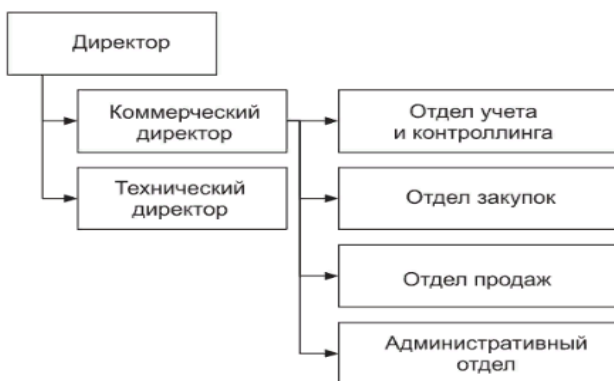 Директор
Коммерческий
директор
Технический
директор
Отдел учета
и контроллинга
Отдел закупок
Отдел продаж
Административный
отдел